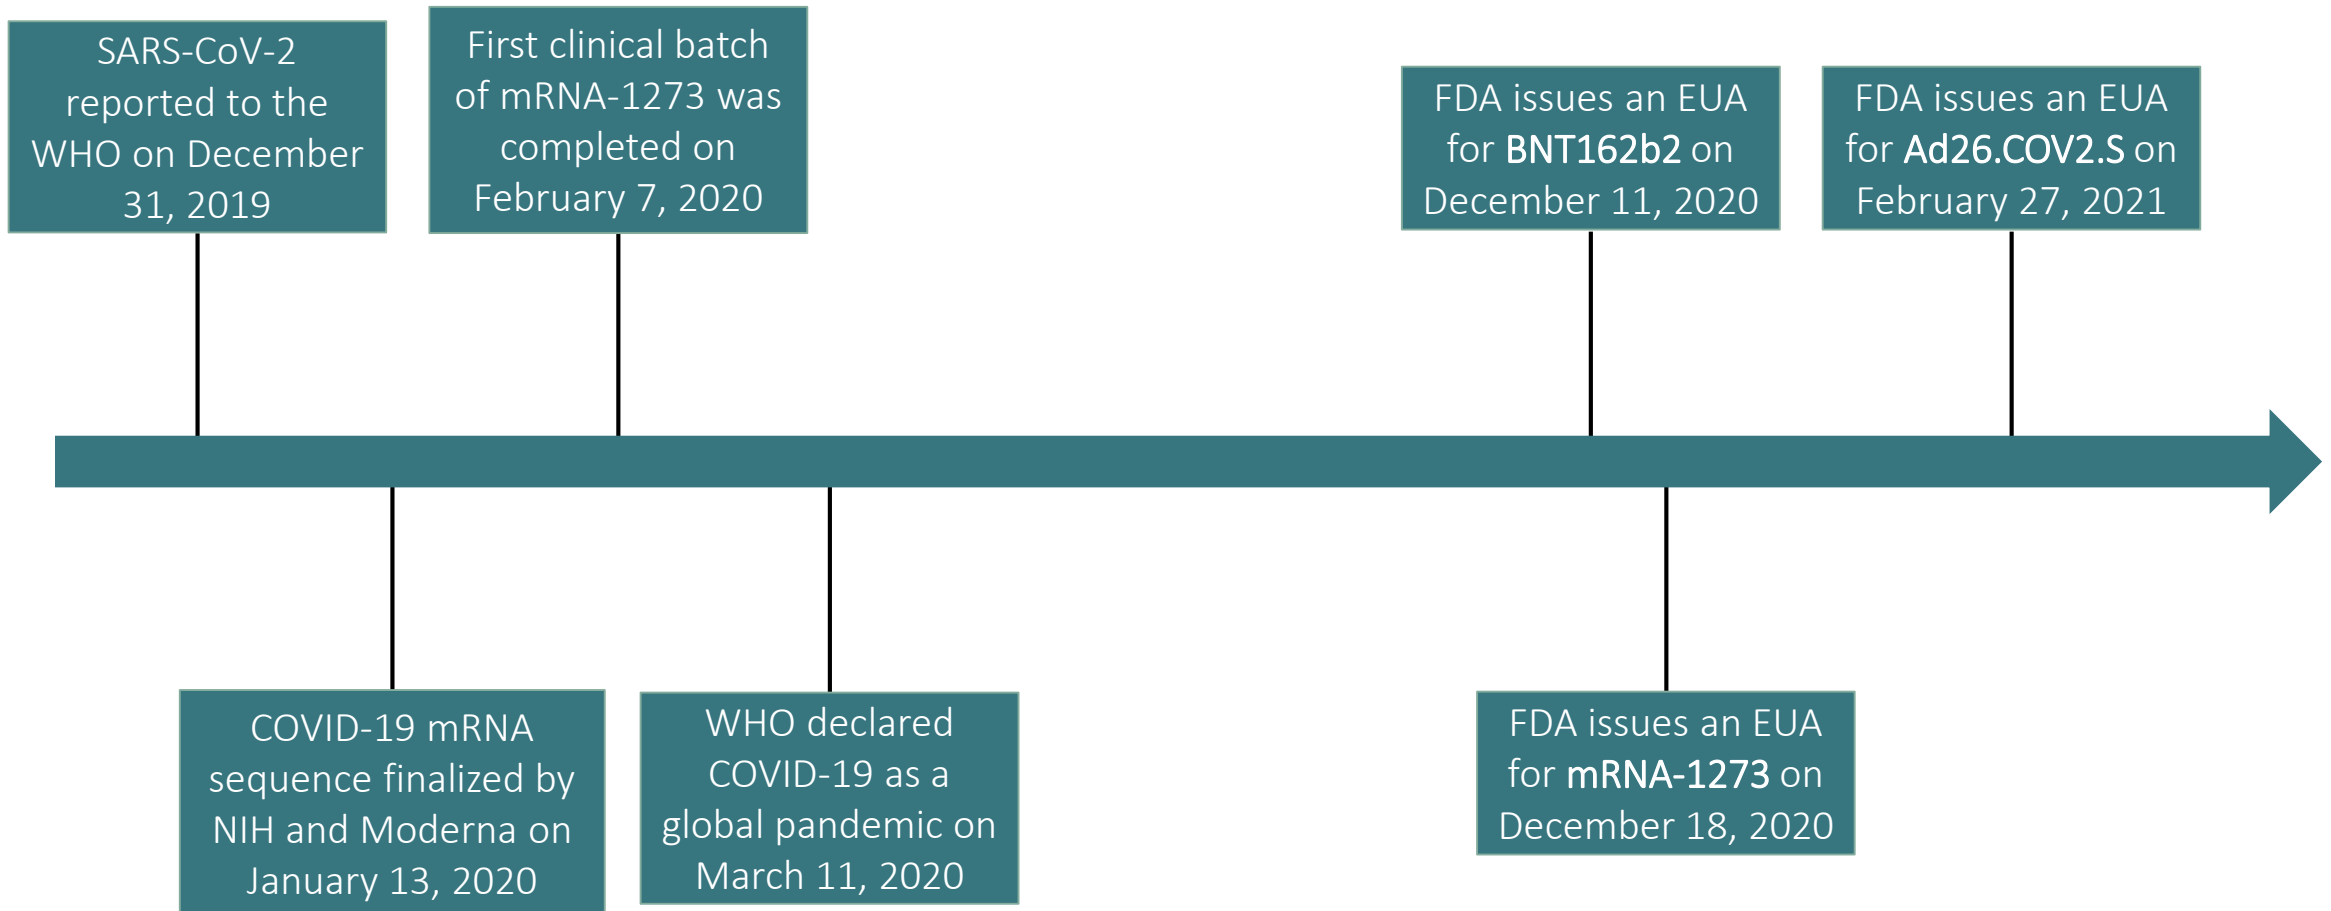 SARS-CoV-2
reported to the
WHO on December
31, 2019
First clinical batch
of mRNA-1273 was
completed on
February 7, 2020
FDA issues an EUA
for BNT162b2 on
December 11, 2020
FDA issues an EUA
for Ad26.COV2.S on
February 27, 2021
COVID-19 mRNA
sequence finalized by
NIH and Moderna on
January 13, 2020
WHO declared
COVID-19 as a
global pandemic on
March 11, 2020
FDA issues an EUA
for mRNA-1273 on
December 18, 2020